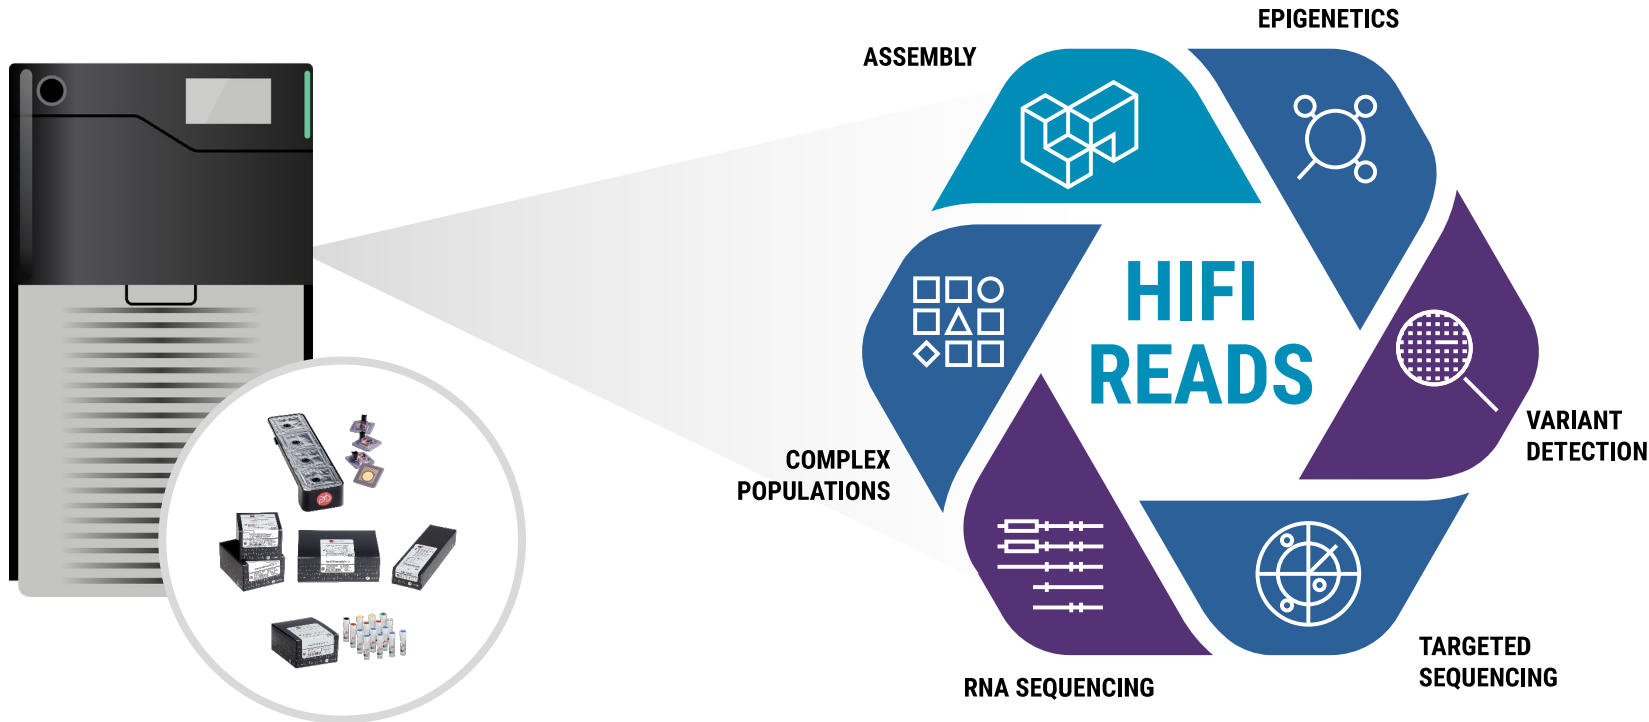 EPIGENETICS
ASSEMBLY
HIFI
READS
VARIANT
DETECTION
COMPLEX
POPULATIONS
TARGETED
SEQUENCING
RNA SEQUENCING